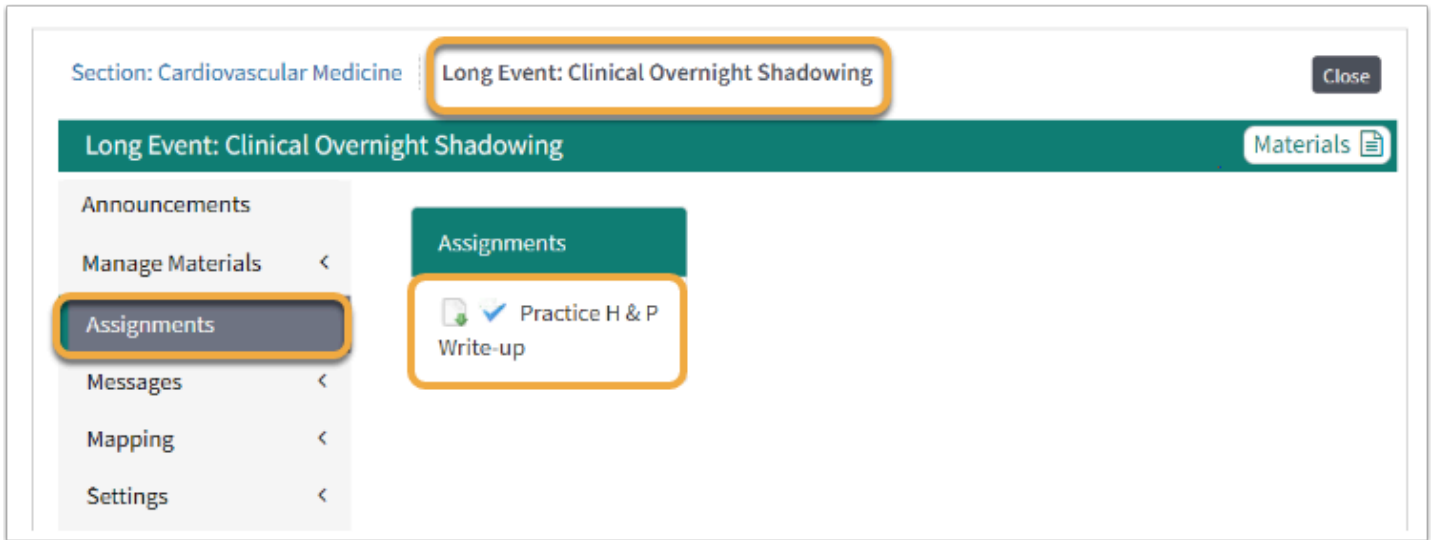 Section: Cardiovascular Medicine Long Event: Clinical Overnight Shadowing Close
Long Event: Clinical Overnight Shadowing Materials
Announcements
Manage Materials
Assignments
Messages
Mapping
Settings
Assignments
Practice H & P
Write-up